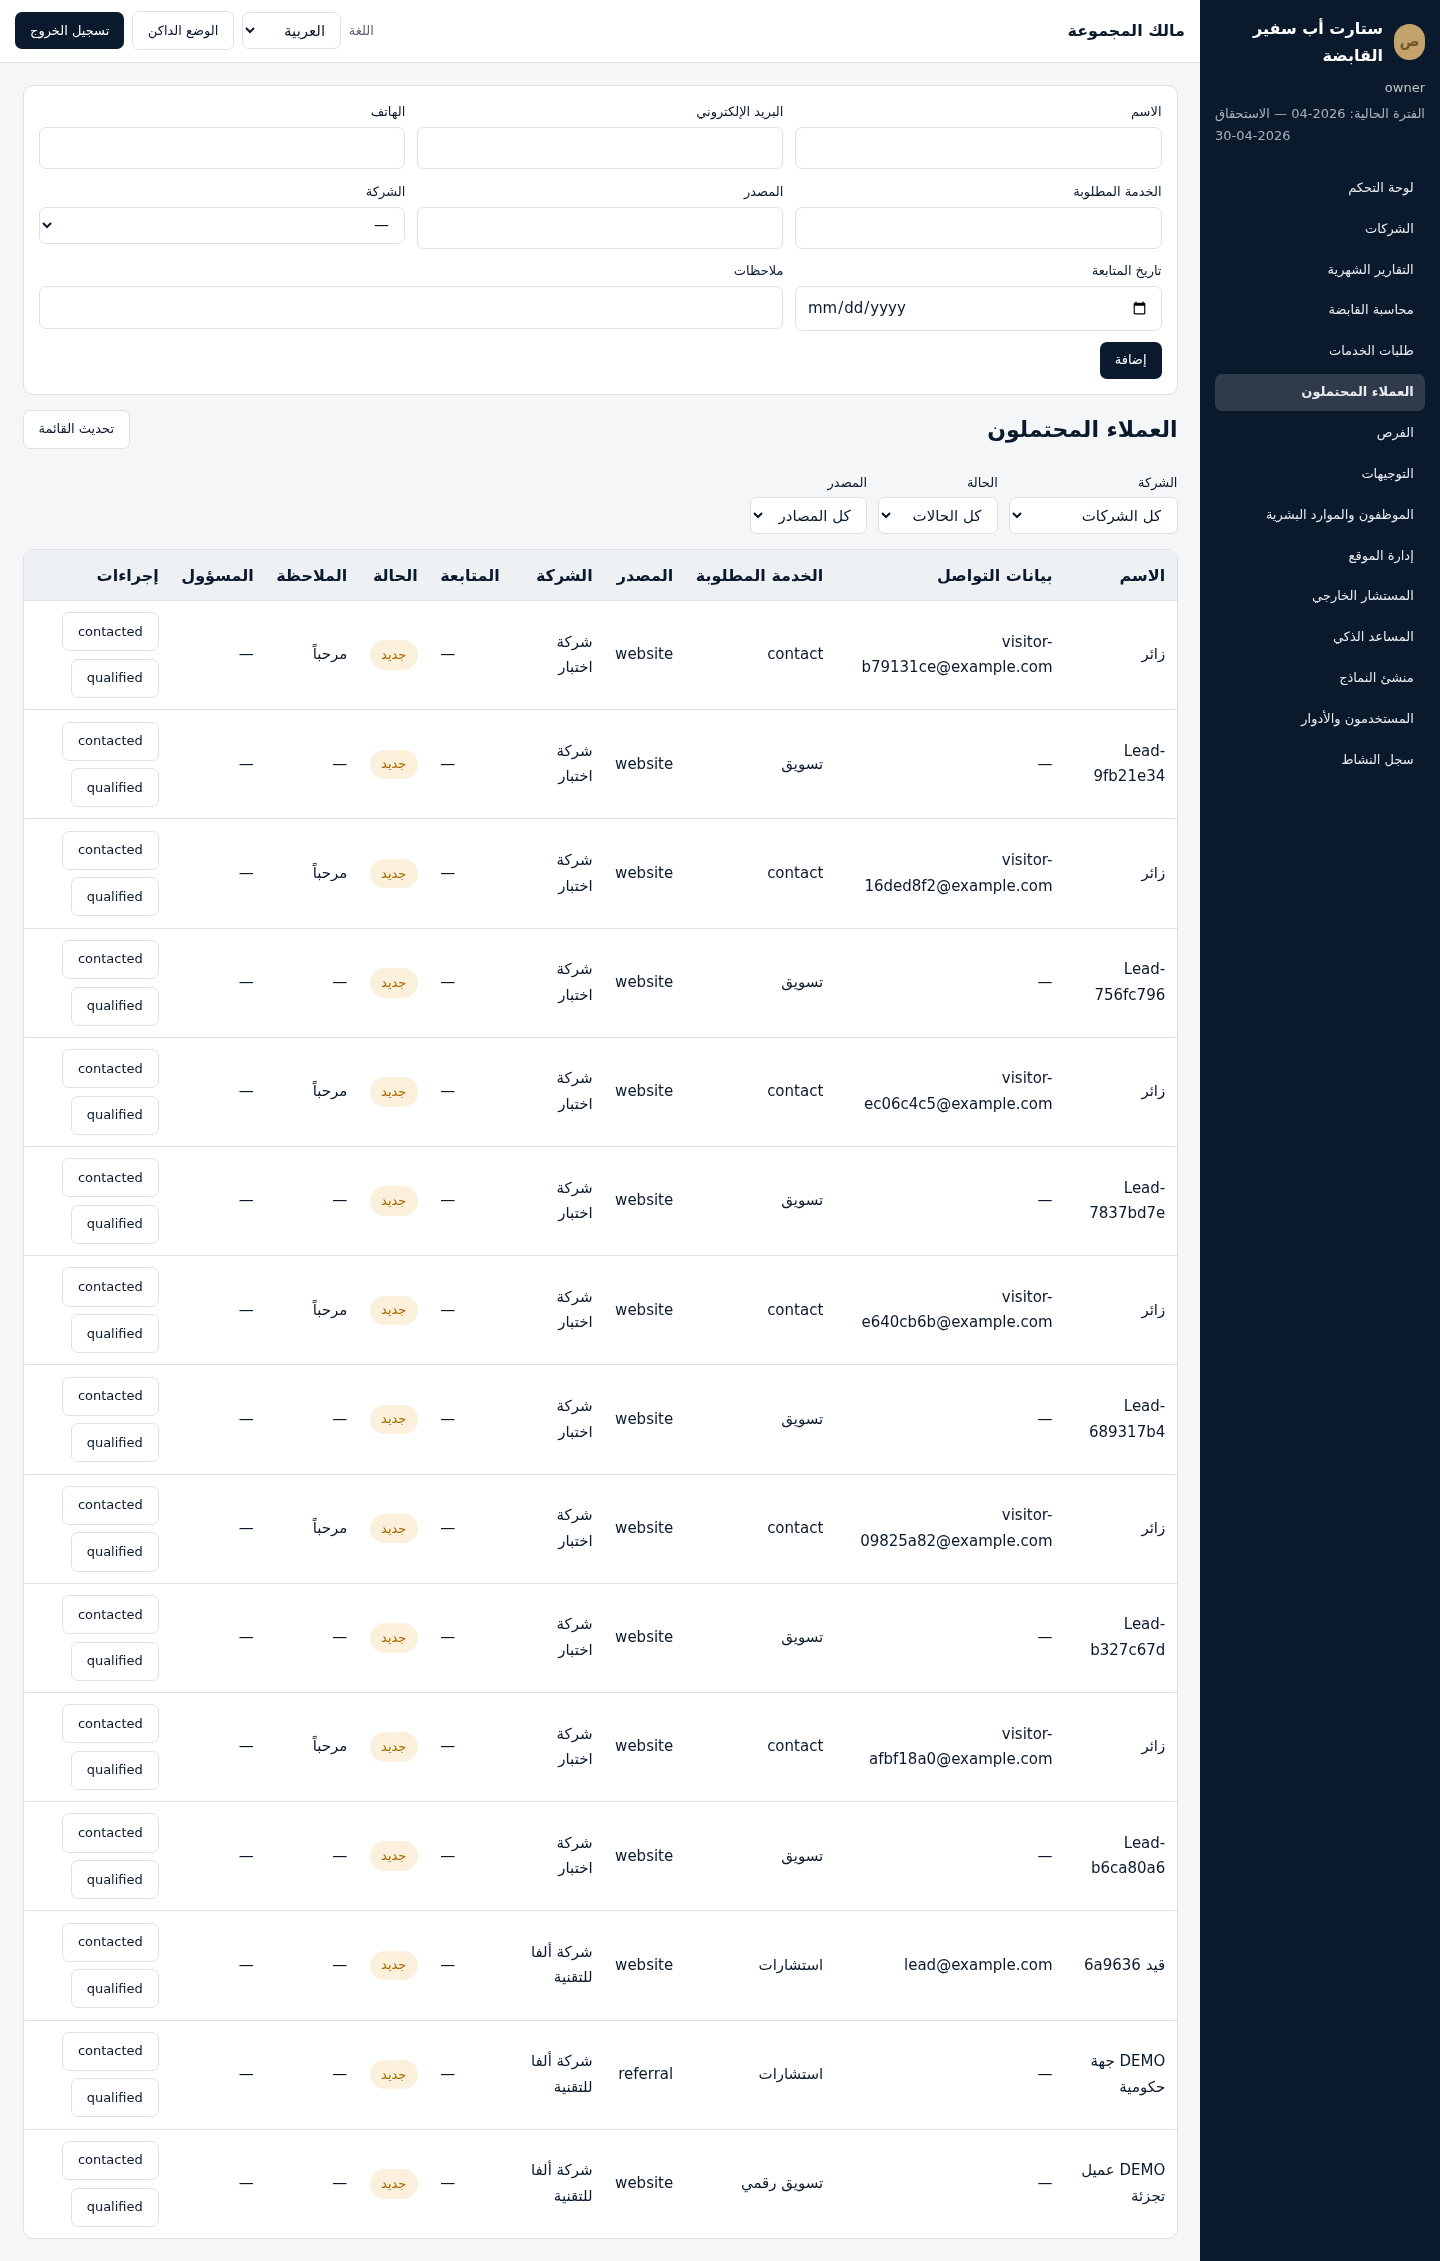 ص
ستارت أب سفير
القابضة
owner
الفترة الحالية: 2026-04 — الاستحقاق
2026-04-30
لوحة التحكم
الشركات
التقارير الشهرية
محاسبة القابضة
طلبات الخدمات
العملاء المحتملون
الفرص
التوجيهات
الموظفون والموارد البشرية
إدارة الموقع
المستشار الخارجي
المساعد الذكي
منشئ النماذج
المستخدمون والأدوار
سجل النشاط
مالك المجموعة اللغة العربية الوضع الداكن تسجيل الخروج
الاسم البريد الإلكتروني الهاتف
الخدمة المطلوبة المصدر الشركة
—
تاريخ المتابعة ملاحظات
mm/dd/yyyy
إضافة
العملاء المحتملون تحديث القائمة
الشركة الحالة المصدر
كل الشركات كل الحالات كل المصادر
الاسم بيانات التواصل الخدمة المطلوبة المصدر الشركة المتابعة الحالة الملاحظة المسؤول إجراءات
زائر visitor-b79131ce@example.com contact website شركة اختبار — جديد مرحباً — contacted qualified
Lead-9fb21e34 — تسويق website شركة اختبار — جديد — — contacted qualified
زائر visitor-16ded8f2@example.com contact website شركة اختبار — جديد مرحباً — contacted qualified
Lead-756fc796 — تسويق website شركة اختبار — جديد — — contacted qualified
زائر visitor-ec06c4c5@example.com contact website شركة اختبار — جديد مرحباً — contacted qualified
Lead-7837bd7e — تسويق website شركة اختبار — جديد — — contacted qualified
زائر visitor-e640cb6b@example.com contact website شركة اختبار — جديد مرحباً — contacted qualified
Lead-689317b4 — تسويق website شركة اختبار — جديد — — contacted qualified
زائر visitor-09825a82@example.com contact website شركة اختبار — جديد مرحباً — contacted qualified
Lead-b327c67d — تسويق website شركة اختبار — جديد — — contacted qualified
زائر visitor-afbf18a0@example.com contact website شركة اختبار — جديد مرحباً — contacted qualified
Lead-b6ca80a6 — تسويق website شركة اختبار — جديد — — contacted qualified
قيد 6a9636 lead@example.com استشارات website شركة ألفا للتقنية — جديد — — contacted qualified
DEMO جهة حكومية — استشارات referral شركة ألفا للتقنية — جديد — — contacted qualified
DEMO عميل تجزئة — تسويق رقمي website شركة ألفا للتقنية — جديد — — contacted qualified